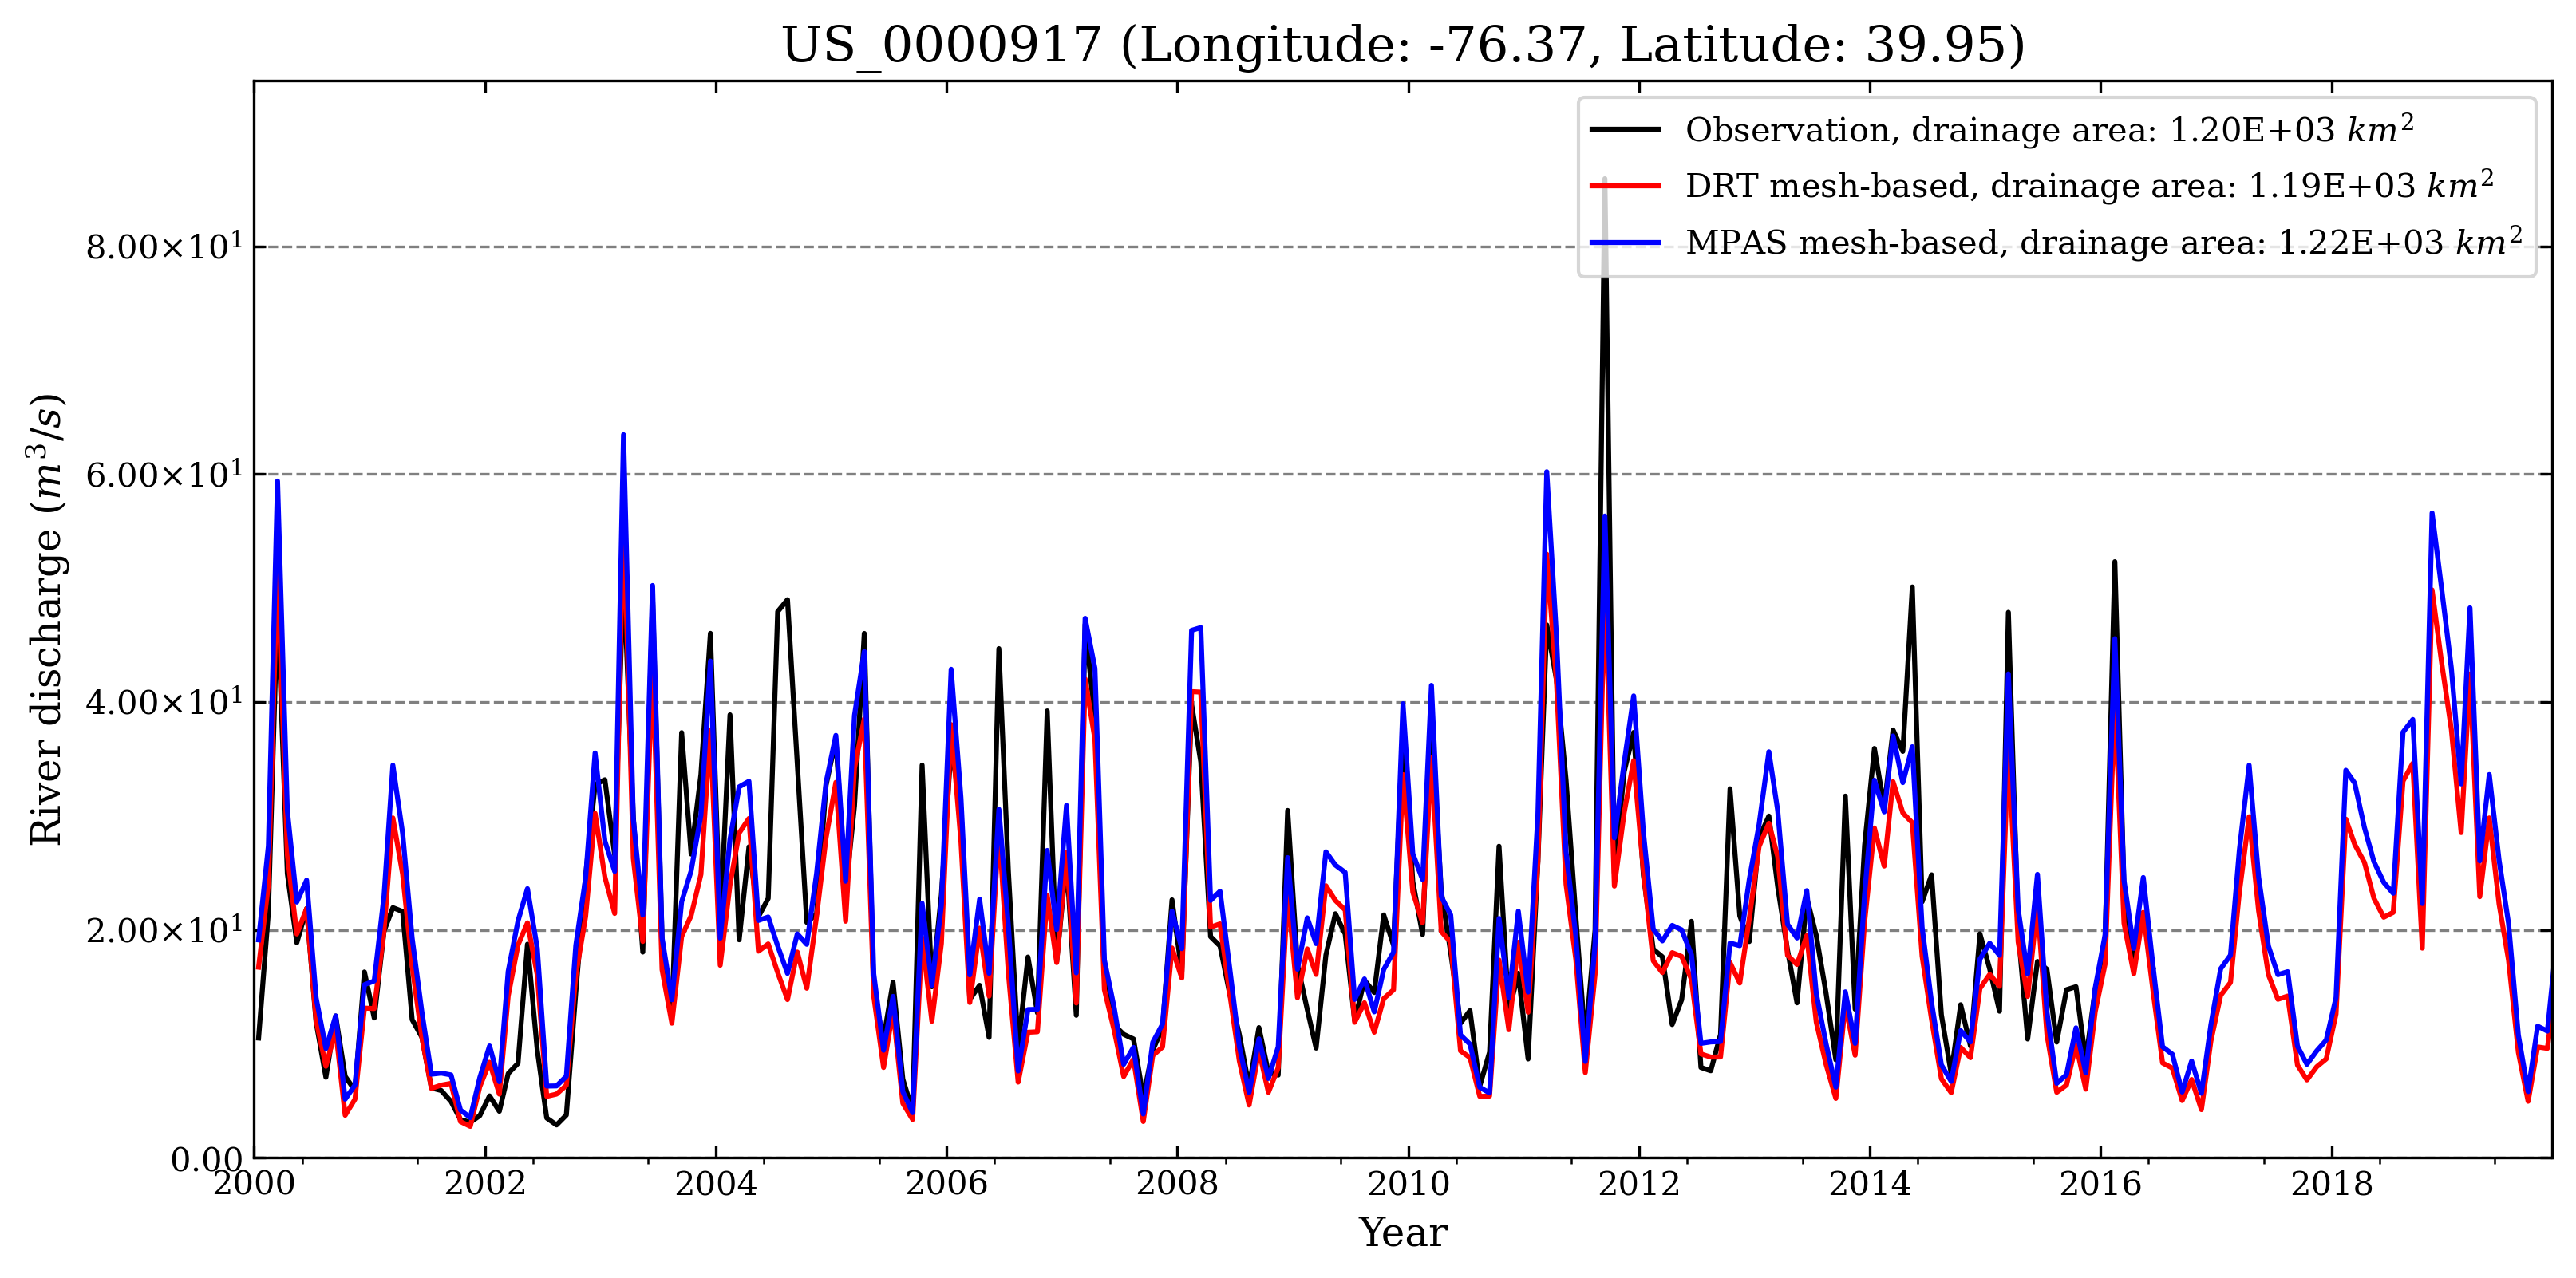 US_0000917 (Longitude: -76.37, Latitude: 39.95)
Observation, drainage area: 1.20E+03 km²
DRT mesh-based, drainage area: 1.19E+03 km²
MPAS mesh-based, drainage area: 1.22E+03 km²
River discharge (m³/s)
8.00×10¹
6.00×10¹
4.00×10¹
2.00×10¹
0.00
2000 2002 2004 2006 2008 2010 2012 2014 2016 2018
Year